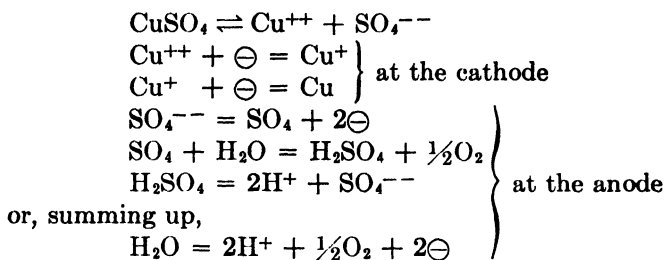 CuSO₄ ⇌ Cu⁺⁺ + SO₄⁻⁻
Cu⁺⁺ + ⊖ = Cu⁺
Cu⁺ + ⊖ = Cu
at the cathode
SO₄⁻⁻ = SO₄ + 2⊖
SO₄ + H₂O = H₂SO₄ + ½O₂
H₂SO₄ = 2H⁺ + SO₄⁻⁻
at the anode
or, summing up,
H₂O = 2H⁺ + ½O₂ + 2⊖